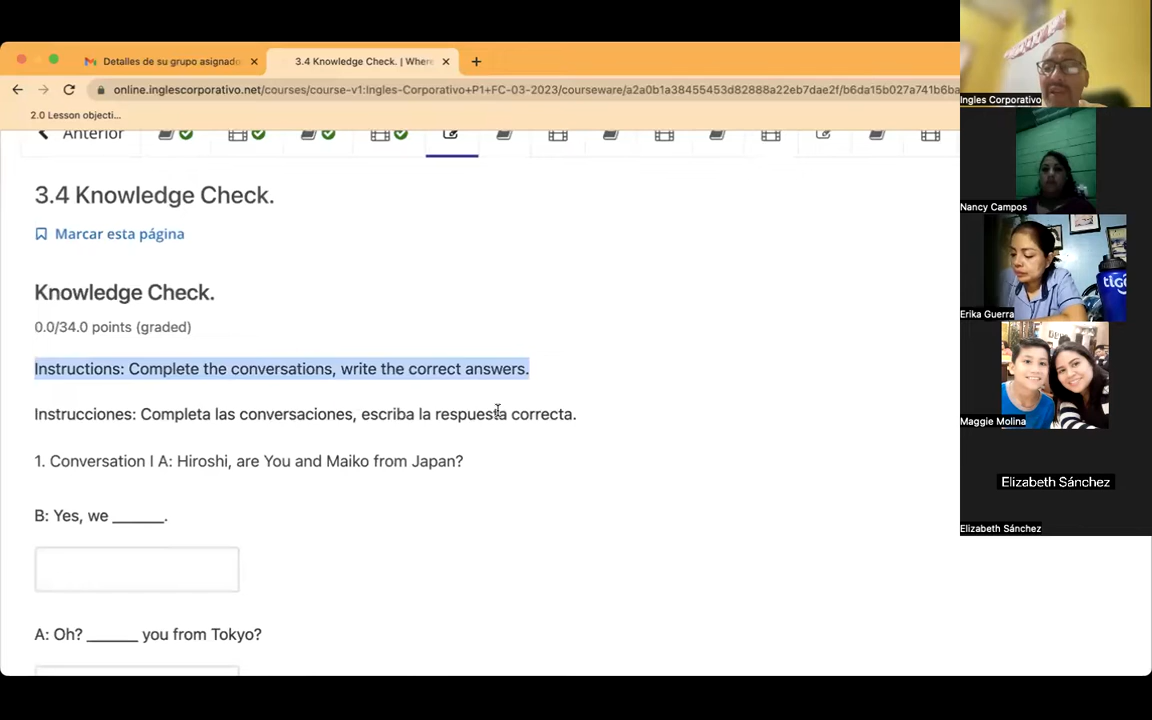 Detalles de su grupo asignado
3.4 Knowledge Check. | Where
online.inglescorporativo.net/courses/course-v1:Ingles-Corporativo+P1+FC-03-2023/courseware/a2a0b1a38455453d82888a22eb7dae2f/b6da15b027a741b6ba
2.0 Lesson objecti...
Anterior
3.4 Knowledge Check.
Marcar esta página
Knowledge Check.
0.0/34.0 points (graded)
Instructions: Complete the conversations, write the correct answers.
Instrucciones: Completa las conversaciones, escriba la respuesta correcta.
1. Conversation I A: Hiroshi, are You and Maiko from Japan?
B: Yes, we ______.
A: Oh? ______ you from Tokyo?
Ingles Corporativo
Nancy Campos
tigo
Erika Guerra
Maggie Molina
Elizabeth Sánchez
Elizabeth Sánchez